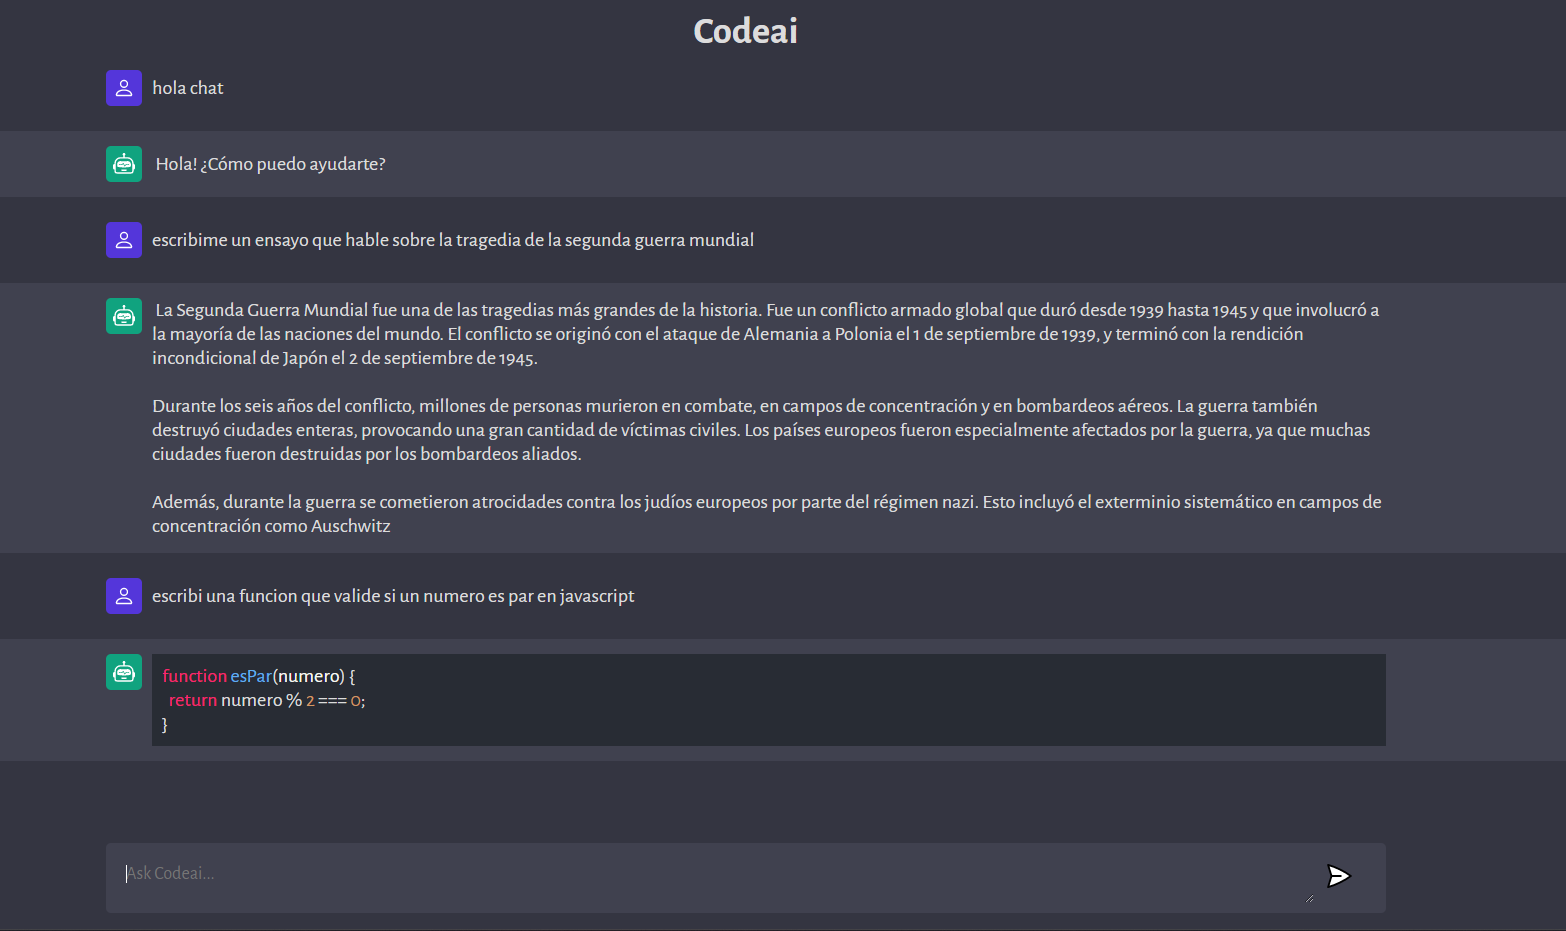 Codeai
hola chat
Hola! ¿Cómo puedo ayudarte?
escribime un ensayo que hable sobre la tragedia de la segunda guerra mundial
La Segunda Guerra Mundial fue una de las tragedias más grandes de la historia. Fue un conflicto armado global que duró desde 1939 hasta 1945 y que involucró a
la mayoría de las naciones del mundo. El conflicto se originó con el ataque de Alemania a Polonia el 1 de septiembre de 1939, y terminó con la rendición
incondicional de Japón el 2 de septiembre de 1945.
Durante los seis años del conflicto, millones de personas murieron en combate, en campos de concentración y en bombardeos aéreos. La guerra también
destruyó ciudades enteras, provocando una gran cantidad de víctimas civiles. Los países europeos fueron especialmente afectados por la guerra, ya que muchas
ciudades fueron destruidas por los bombardeos aliados.
Además, durante la guerra se cometieron atrocidades contra los judíos europeos por parte del régimen nazi. Esto incluyó el exterminio sistemático en campos de
concentración como Auschwitz
escribi una funcion que valide si un numero es par en javascript
function esPar(numero) {
return numero % 2 === 0;
}
Ask Codeai...